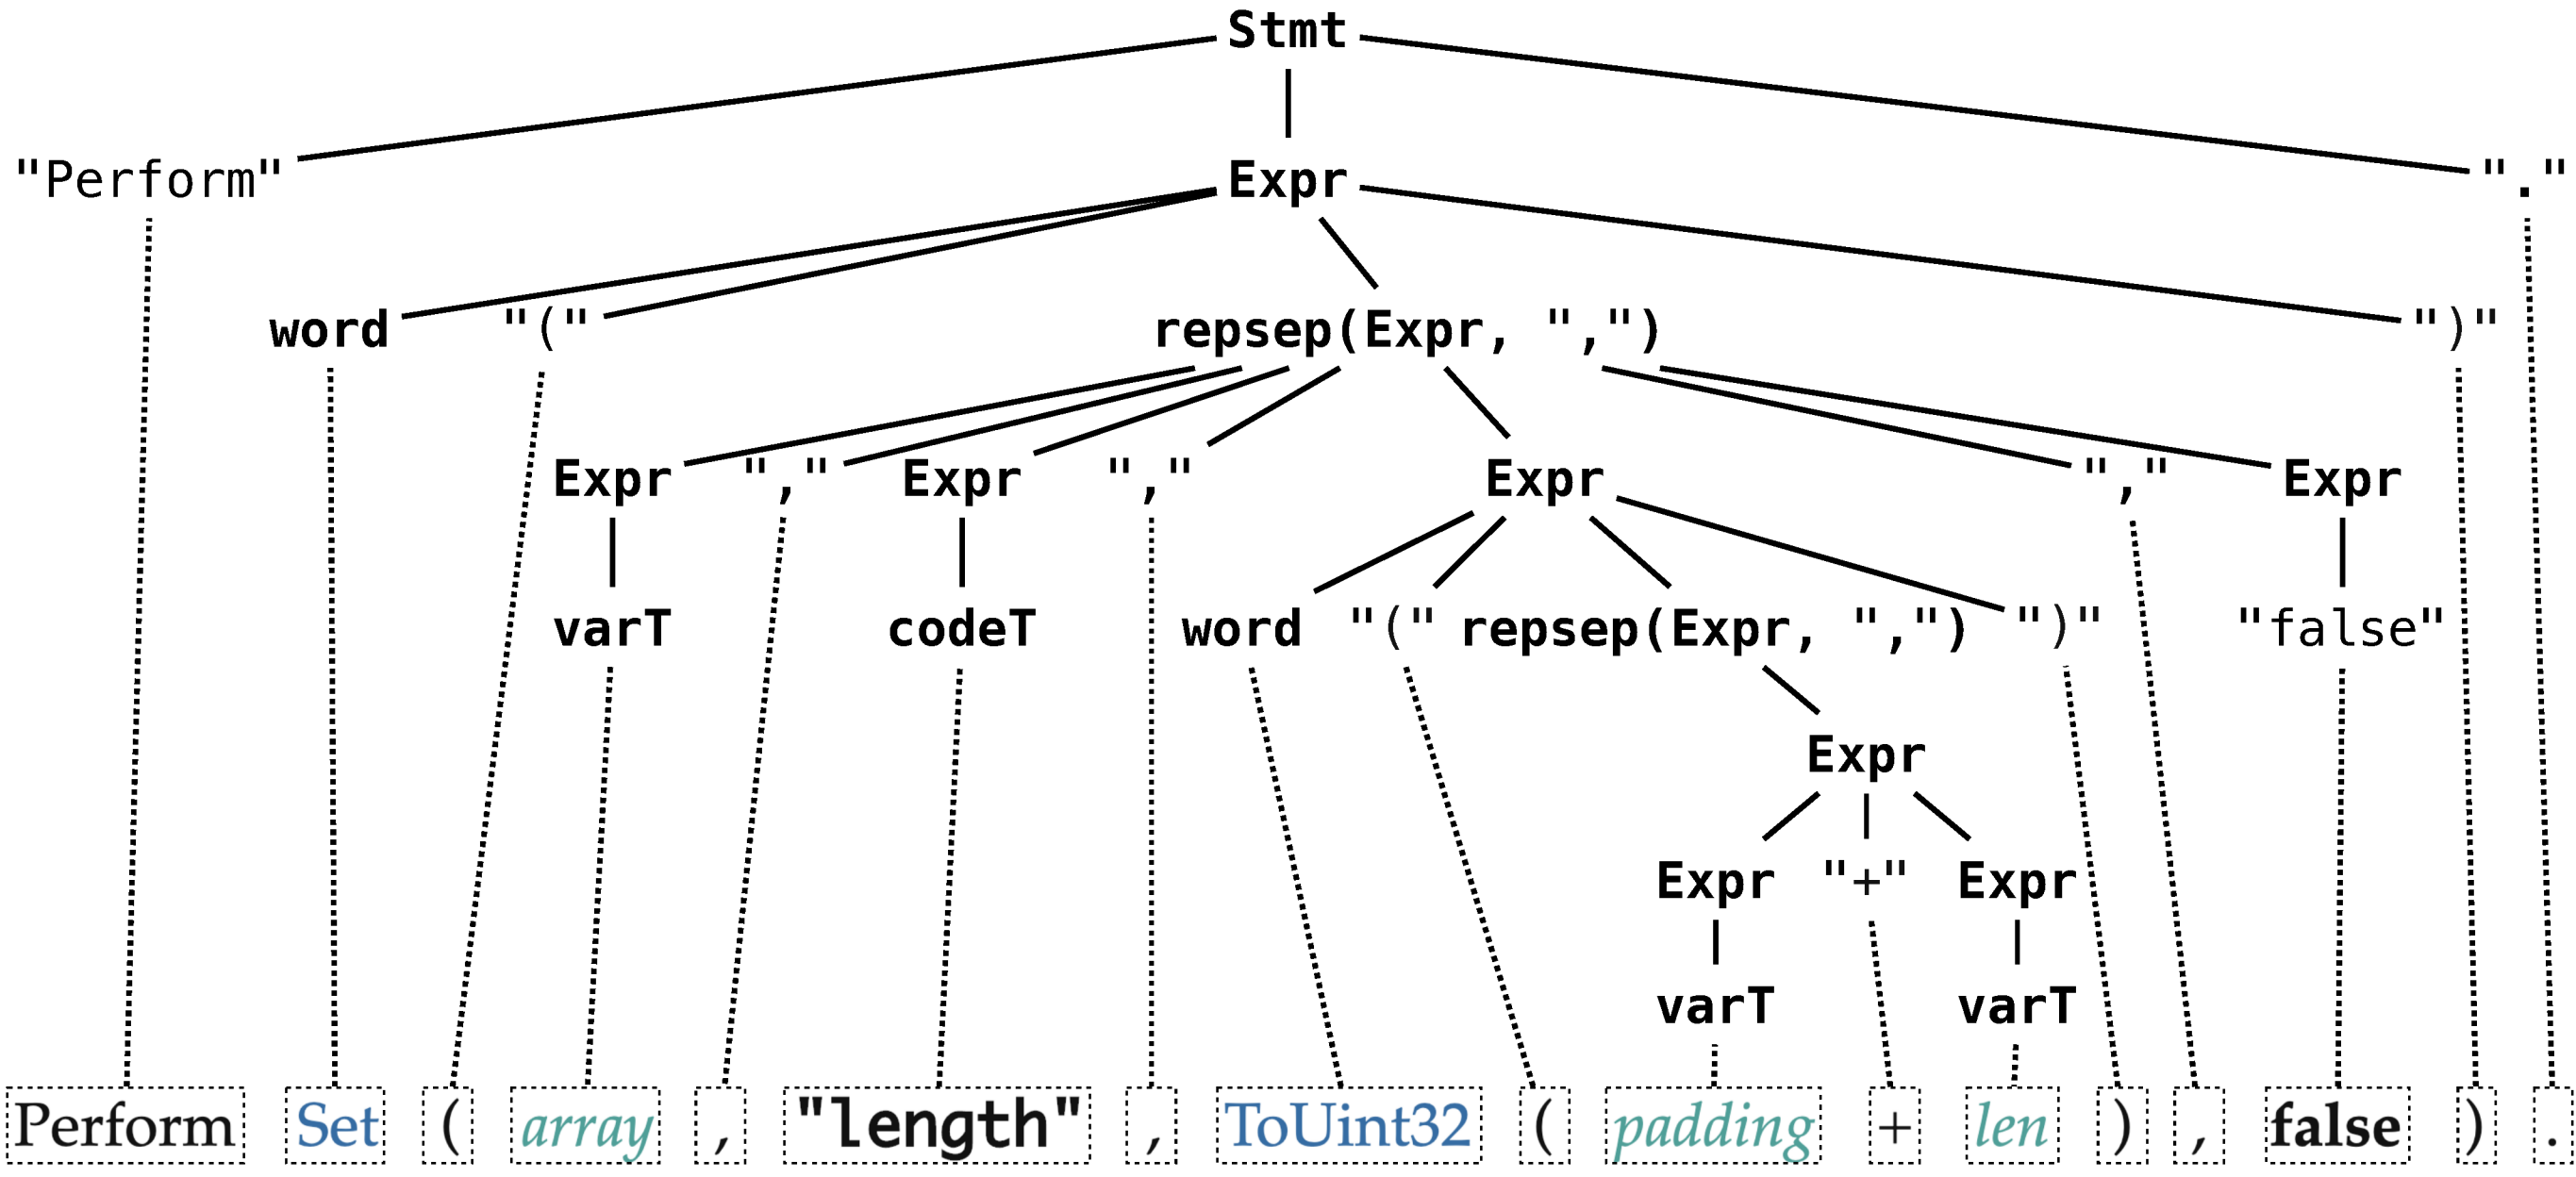 Stmt
"Perform" Expr "."
word "(" repsep(Expr, ",") ")"
Expr "," Expr "," Expr "," Expr
varT codeT word "(" repsep(Expr, ",") ")" "false"
Expr
Expr "+" Expr
varT varT
Perform Set ( array , "length" , ToUint32 ( padding + len ) , false ) .